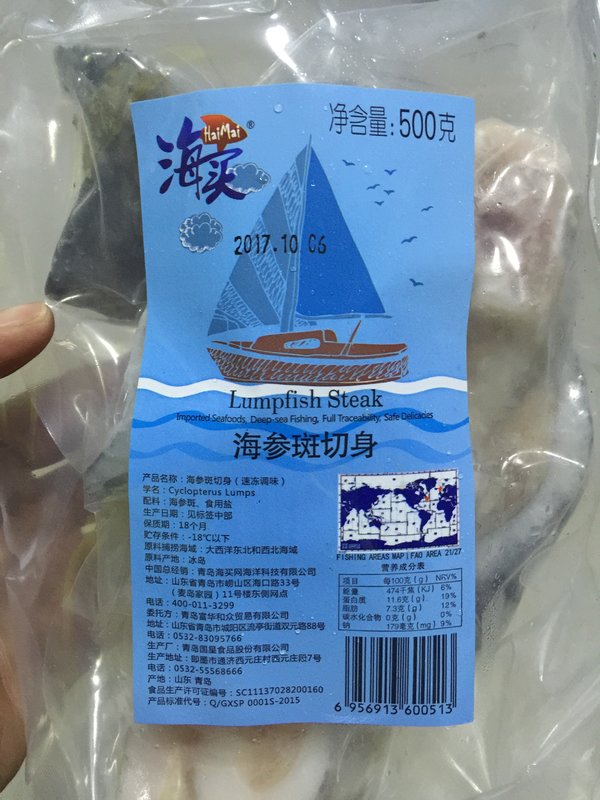 净含量:500克
HaiMai®
海买
2017.10 06
Lumpfish Steak
Imported Seafoods, Deep-sea Fishing, Full Traceability, Safe Delicacies
海参斑切身
产品名称：海参斑切身（速冻调味）
学名：Cyclopterus Lumps
配料：海参斑、食用盐
生产日期：见标签中部
保质期：18个月
贮存条件：-18℃以下
原料捕捞海域：大西洋东北和西北海域
原料产地：冰岛
中国总经销：青岛海买网海洋科技有限公司
地址：山东省青岛市崂山区海口路33号
（麦岛家园）11号楼东侧网点
电话：400-011-3299
委托方：青岛富华和众贸易有限公司
地址：山东省青岛市城阳区流亭街道双元路88号
电话：0532-83095766
生产厂：青岛国星食品股份有限公司
生产地址：即墨市通济西元庄村西元庄路7号
电话：0532-55568666
产地：山东 青岛
食品生产许可证编号：SC11137028200160
产品标准代号：Q/GXSP 0001S-2015
FISHING AREAS MAP | FAO AREA 21/27
营养成分表
项目 每100克(g) NRV%
能量 474千焦(KJ) 6%
蛋白质 11.6克(g) 19%
脂肪 7.3克(g) 12%
碳水化合物 0克(g) 0%
钠 179毫克(mg) 9%
6 956913 600513